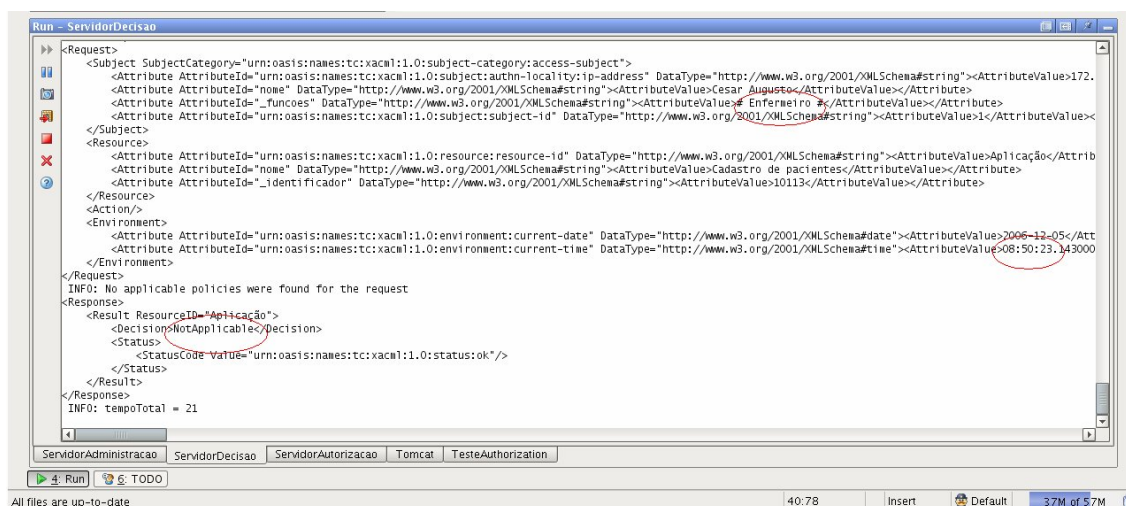 Run - ServidorDecisao
<Request>
<Subject SubjectCategory="urn:oasis:names:tc:xacml:1.0:subject-category:access-subject">
<Attribute AttributeId="urn:oasis:names:tc:xacml:1.0:subject:authn-locality:ip-address" DataType="http://www.w3.org/2001/XMLSchema#string"><AttributeValue>172.
<Attribute AttributeId="nome" DataType="http://www.w3.org/2001/XMLSchema#string"><AttributeValue>Cesar Augusto</AttributeValue></Attribute>
<Attribute AttributeId="_funcoes" DataType="http://www.w3.org/2001/XMLSchema#string"><AttributeValue># Enfermeiro #</AttributeValue></Attribute>
<Attribute AttributeId="urn:oasis:names:tc:xacml:1.0:subject:subject-id" DataType="http://www.w3.org/2001/XMLSchema#string"><AttributeValue>1</AttributeValue><
</Subject>
<Resource>
<Attribute AttributeId="urn:oasis:names:tc:xacml:1.0:resource:resource-id" DataType="http://www.w3.org/2001/XMLSchema#string"><AttributeValue>Aplicação</Attrib
<Attribute AttributeId="nome" DataType="http://www.w3.org/2001/XMLSchema#string"><AttributeValue>Cadastro de pacientes</AttributeValue></Attribute>
<Attribute AttributeId="_identificador" DataType="http://www.w3.org/2001/XMLSchema#string"><AttributeValue>10113</AttributeValue></Attribute>
</Resource>
<Action/>
<Environment>
<Attribute AttributeId="urn:oasis:names:tc:xacml:1.0:environment:current-date" DataType="http://www.w3.org/2001/XMLSchema#date"><AttributeValue>2006-12-05</Att
<Attribute AttributeId="urn:oasis:names:tc:xacml:1.0:environment:current-time" DataType="http://www.w3.org/2001/XMLSchema#time"><AttributeValue>08:50:23.143000
</Environment>
</Request>
INFO: No applicable policies were found for the request
<Response>
<Result ResourceID="Aplicação">
<Decision>NotApplicable</Decision>
<Status>
<StatusCode Value="urn:oasis:names:tc:xacml:1.0:status:ok"/>
</Status>
</Result>
</Response>
INFO: tempoTotal = 21
ServidorAdministracao ServidorDecisao ServidorAutorizacao Tomcat TesteAuthorization
4: Run 6: TODO
All files are up-to-date 40:78 Insert Default 37M of 57M